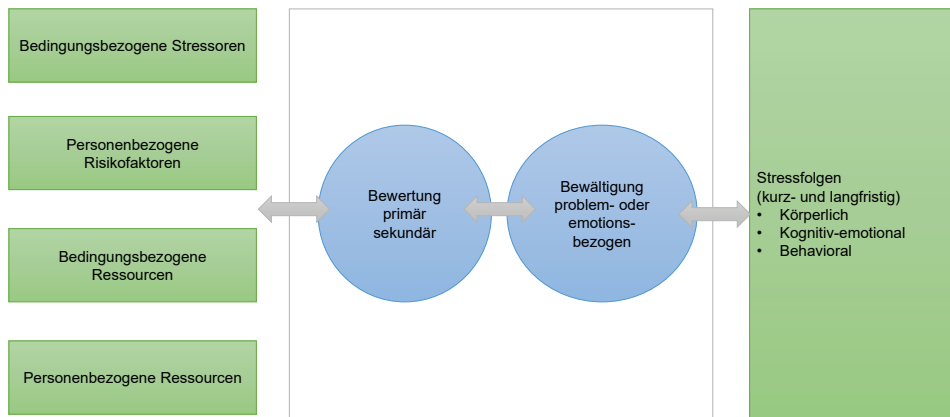 Bedingungsbezogene Stressoren
Personenbezogene
Risikofaktoren
Bedingungsbezogene
Ressourcen
Personenbezogene Ressourcen
Bewertung
primär
sekundär
Bewältigung
problem- oder
emotions-
bezogen
Stressfolgen
(kurz- und langfristig)
• Körperlich
• Kognitiv-emotional
• Behavioral